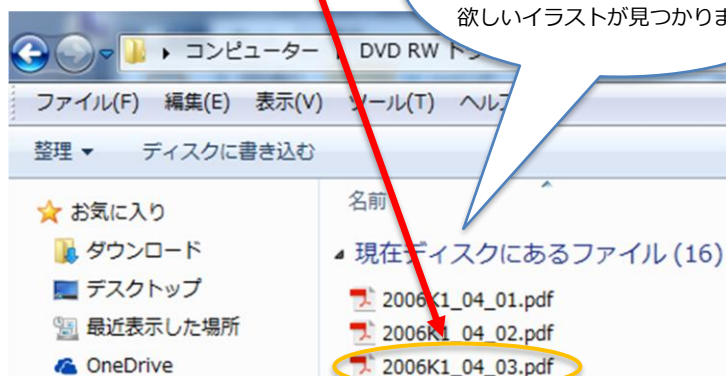 欲しいイラストが見つかりま
コンピューター ▸ DVD RW
ファイル(F) 編集(E) 表示(V) ツール(T)
整理 ▼ ディスクに書き込む
お気に入り
ダウンロード
デスクトップ
最近表示した場所
OneDrive
名前
現在ディスクにあるファイル (16)
2006K1_04_01.pdf
2006K1_04_02.pdf
2006K1_04_03.pdf